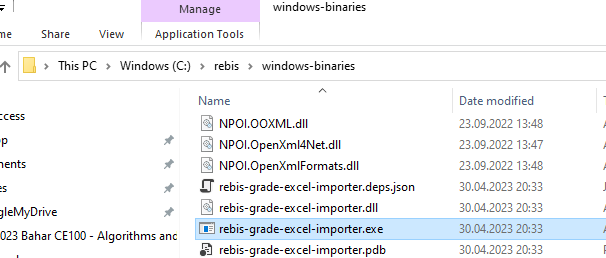 Manage
windows-binaries
Share
View
Application Tools
This PC > Windows (C:) > rebis > windows-binaries
Name
Date modified
NPOI.OOXML.dll
23.09.2022 13:48
NPOI.OpenXml4Net.dll
23.09.2022 13:47
NPOI.OpenXmlFormats.dll
23.09.2022 13:48
rebis-grade-excel-importer.deps.json
30.04.2023 20:33
rebis-grade-excel-importer.dll
30.04.2023 20:33
rebis-grade-excel-importer.exe
30.04.2023 20:33
rebis-grade-excel-importer.pdb
30.04.2023 20:33
ccess
op
ments
es
gleMyDrive
023 Bahar CE100 - Algorithms and